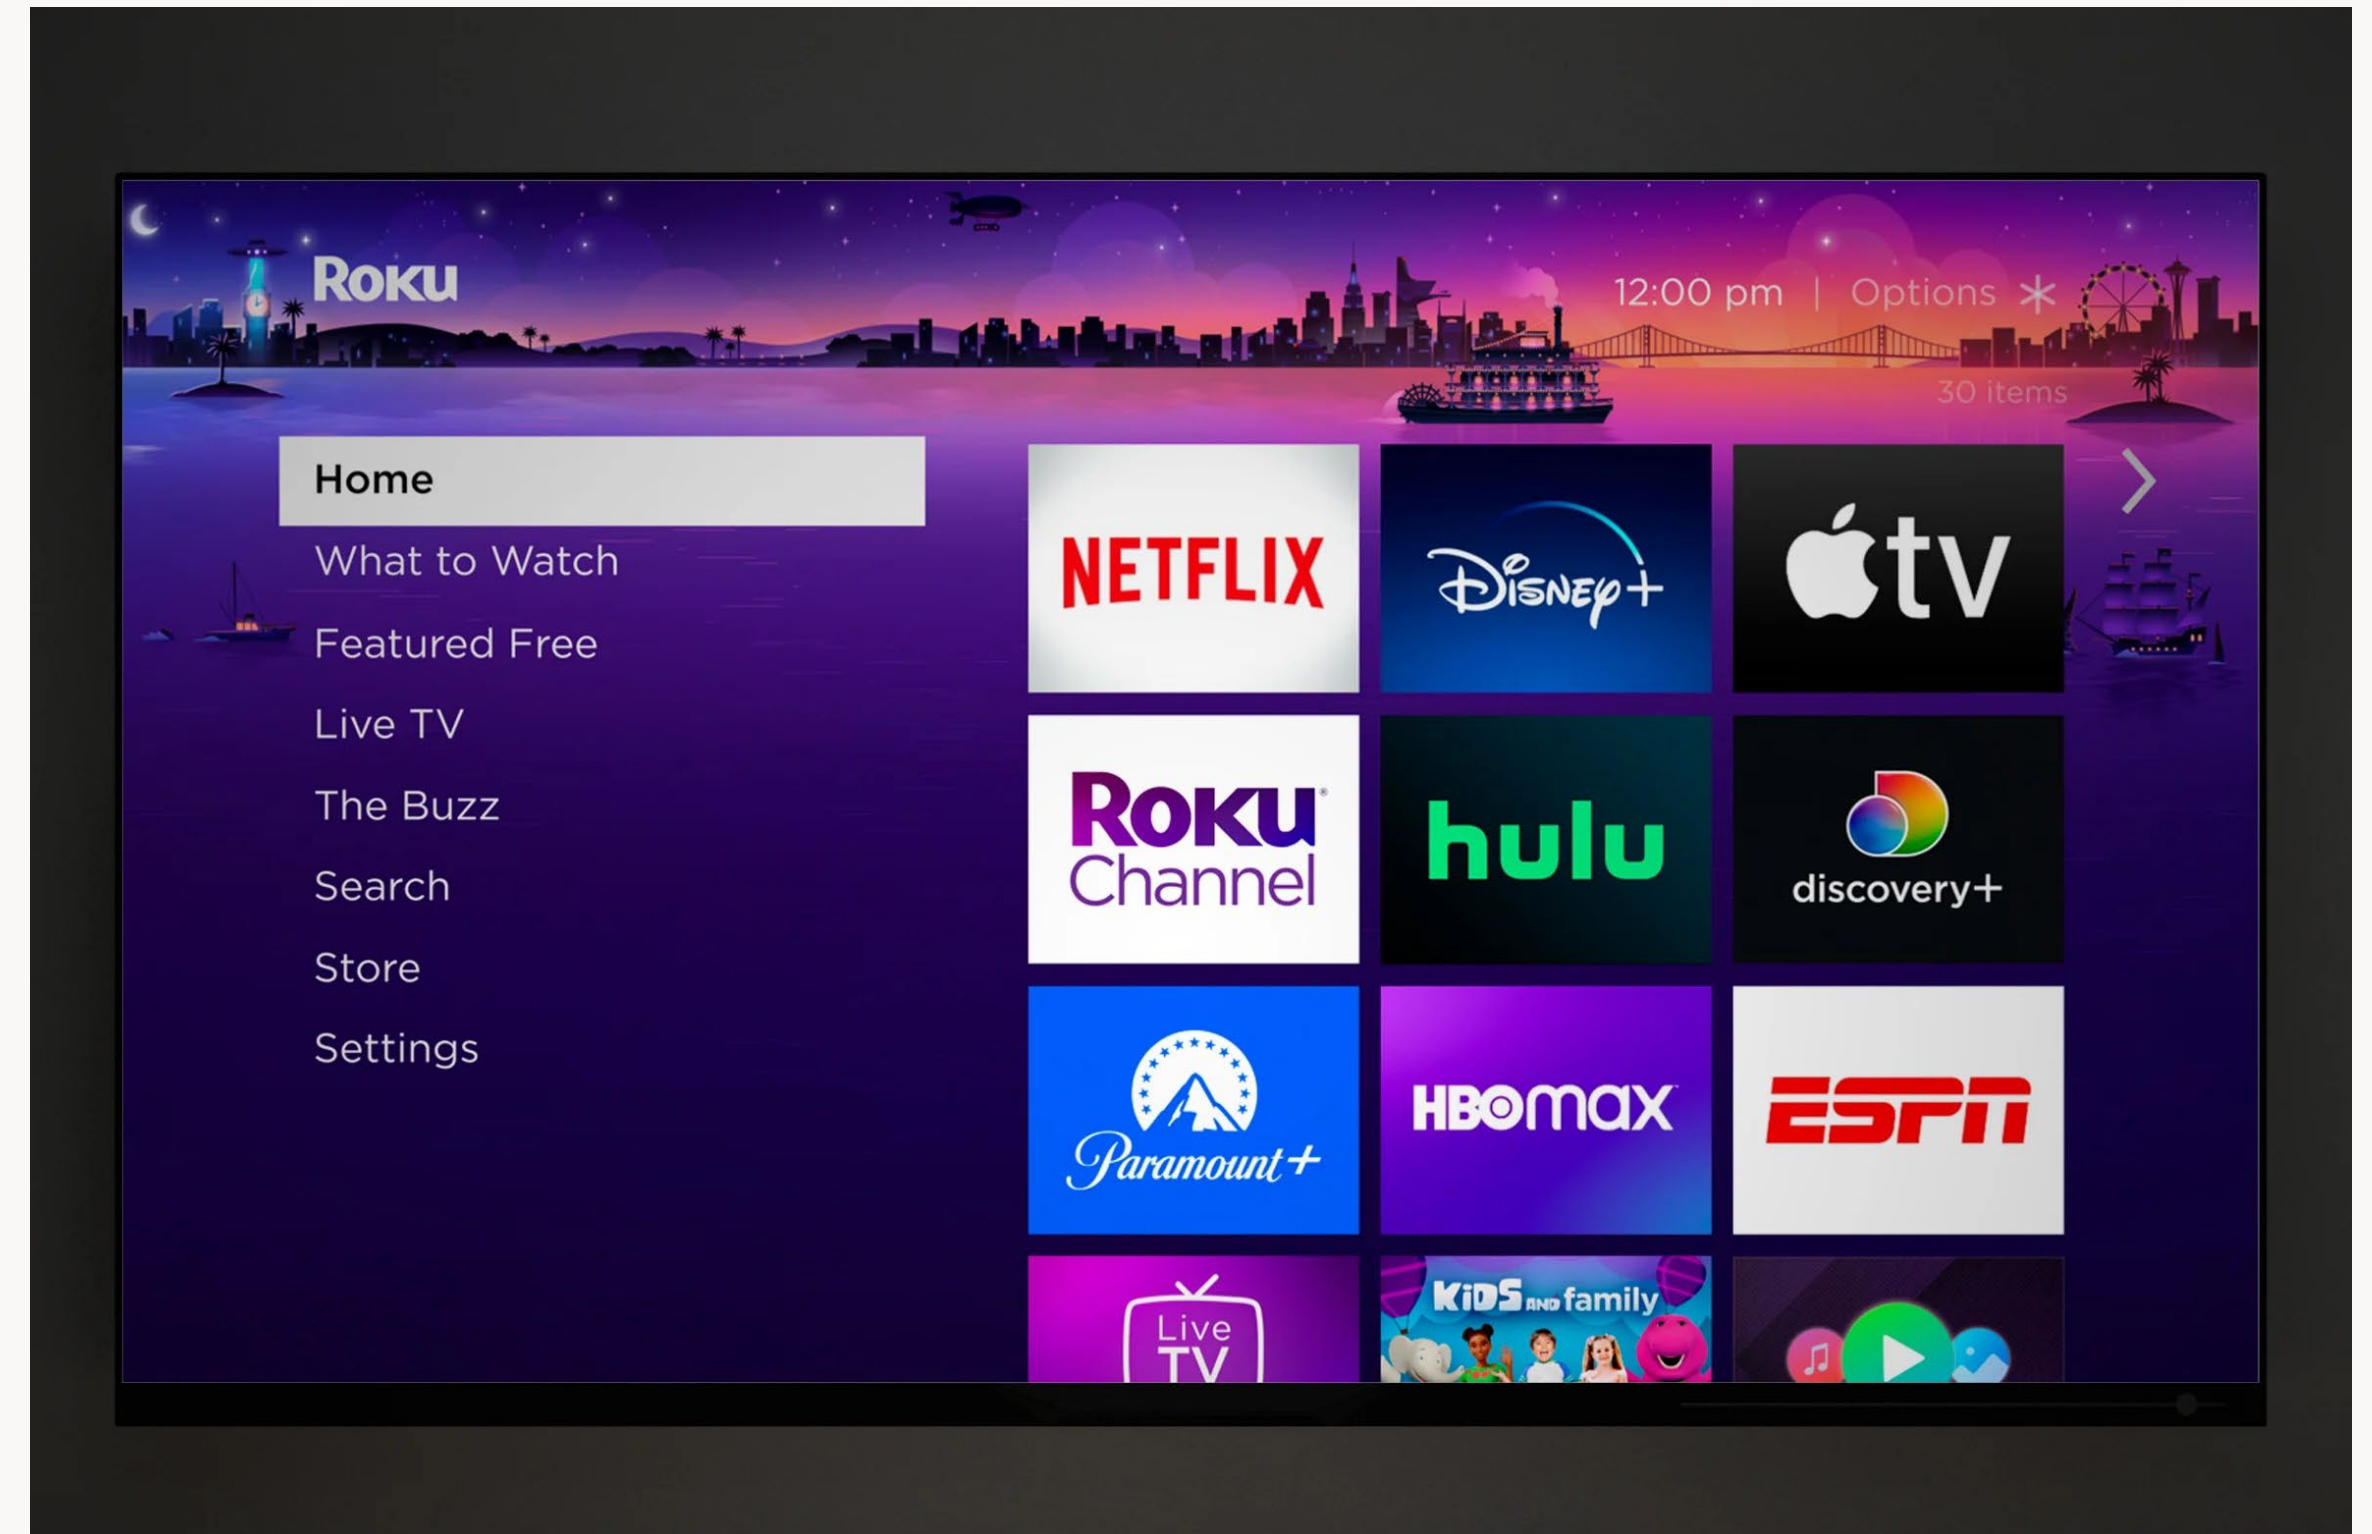 Roku
12:00 pm | Options *
30 items
Home
What to Watch
Featured Free
Live TV
The Buzz
Search
Store
Settings
NETFLIX
Disney+
tv
Roku
Channel
hulu
discovery+
Paramount+
HBOmax
ESPN
Live
TV
KiDS AND family